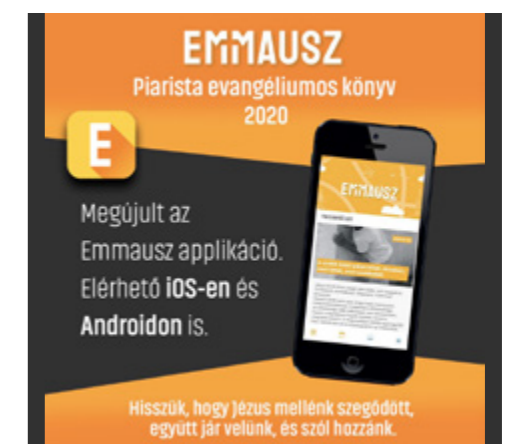 EMMAUSZ
Piarista evangéliumos könyv
2020
E
Megújult az
Emmausz applikáció.
Elérhető iOS-en és
Androidon is.
EMMAUSZ
Hisszük, hogy Jézus mellénk szegődött,
együtt jár velünk, és szól hozzánk.